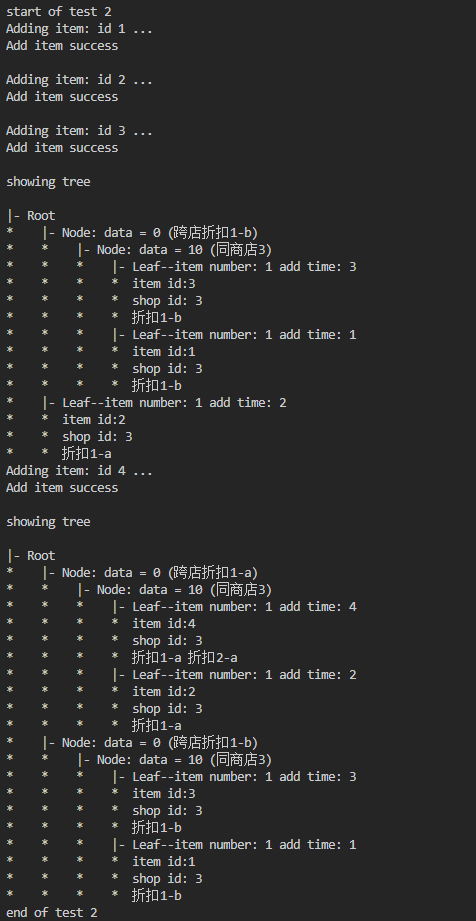 start of test 2
Adding item: id 1 ...
Add item success

Adding item: id 2 ...
Add item success

Adding item: id 3 ...
Add item success

showing tree

|- Root
*    |- Node: data = 0 (跨店折扣1-b)
*    *    |- Node: data = 10 (同商店3)
*    *    *    |- Leaf--item number: 1 add time: 3
*    *    *    *  item id:3
*    *    *    *  shop id: 3
*    *    *    *  折扣1-b
*    *    *    |- Leaf--item number: 1 add time: 1
*    *    *    *  item id:1
*    *    *    *  shop id: 3
*    *    *    *  折扣1-b
*    |- Leaf--item number: 1 add time: 2
*    *  item id:2
*    *  shop id: 3
*    *  折扣1-a
Adding item: id 4 ...
Add item success

showing tree

|- Root
*    |- Node: data = 0 (跨店折扣1-a)
*    *    |- Node: data = 10 (同商店3)
*    *    *    |- Leaf--item number: 1 add time: 4
*    *    *    *  item id:4
*    *    *    *  shop id: 3
*    *    *    *  折扣1-a 折扣2-a
*    *    *    |- Leaf--item number: 1 add time: 2
*    *    *    *  item id:2
*    *    *    *  shop id: 3
*    *    *    *  折扣1-a
*    |- Node: data = 0 (跨店折扣1-b)
*    *    |- Node: data = 10 (同商店3)
*    *    *    |- Leaf--item number: 1 add time: 3
*    *    *    *  item id:3
*    *    *    *  shop id: 3
*    *    *    *  折扣1-b
*    *    *    |- Leaf--item number: 1 add time: 1
*    *    *    *  item id:1
*    *    *    *  shop id: 3
*    *    *    *  折扣1-b
end of test 2